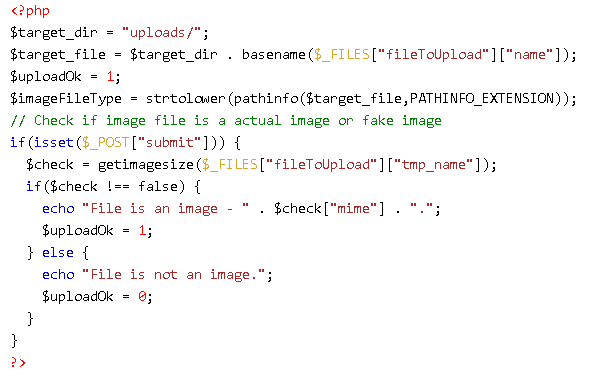 <?php
$target_dir = "uploads/";
$target_file = $target_dir . basename($_FILES["fileToUpload"]["name"]);
$uploadOk = 1;
$imageFileType = strtolower(pathinfo($target_file,PATHINFO_EXTENSION));
// Check if image file is a actual image or fake image
if(isset($_POST["submit"])) {
  $check = getimagesize($_FILES["fileToUpload"]["tmp_name"]);
  if($check !== false) {
    echo "File is an image - " . $check["mime"] . ".";
    $uploadOk = 1;
  } else {
    echo "File is not an image.";
    $uploadOk = 0;
  }
}
?>